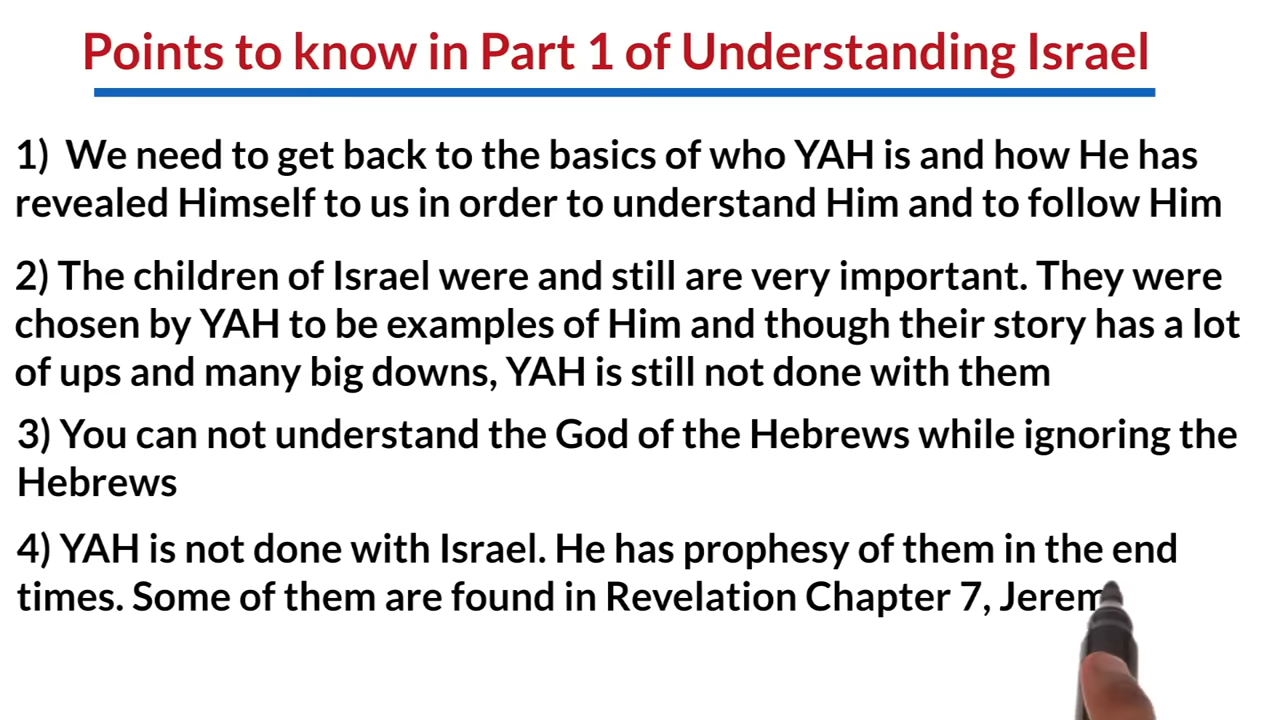 Points to know in Part 1 of Understanding Israel
1) We need to get back to the basics of who YAH is and how He has
revealed Himself to us in order to understand Him and to follow Him
2) The children of Israel were and still are very important. They were
chosen by YAH to be examples of Him and though their story has a lot
of ups and many big downs, YAH is still not done with them
3) You can not understand the God of the Hebrews while ignoring the
Hebrews
4) YAH is not done with Israel. He has prophesy of them in the end
times. Some of them are found in Revelation Chapter 7, Jerem